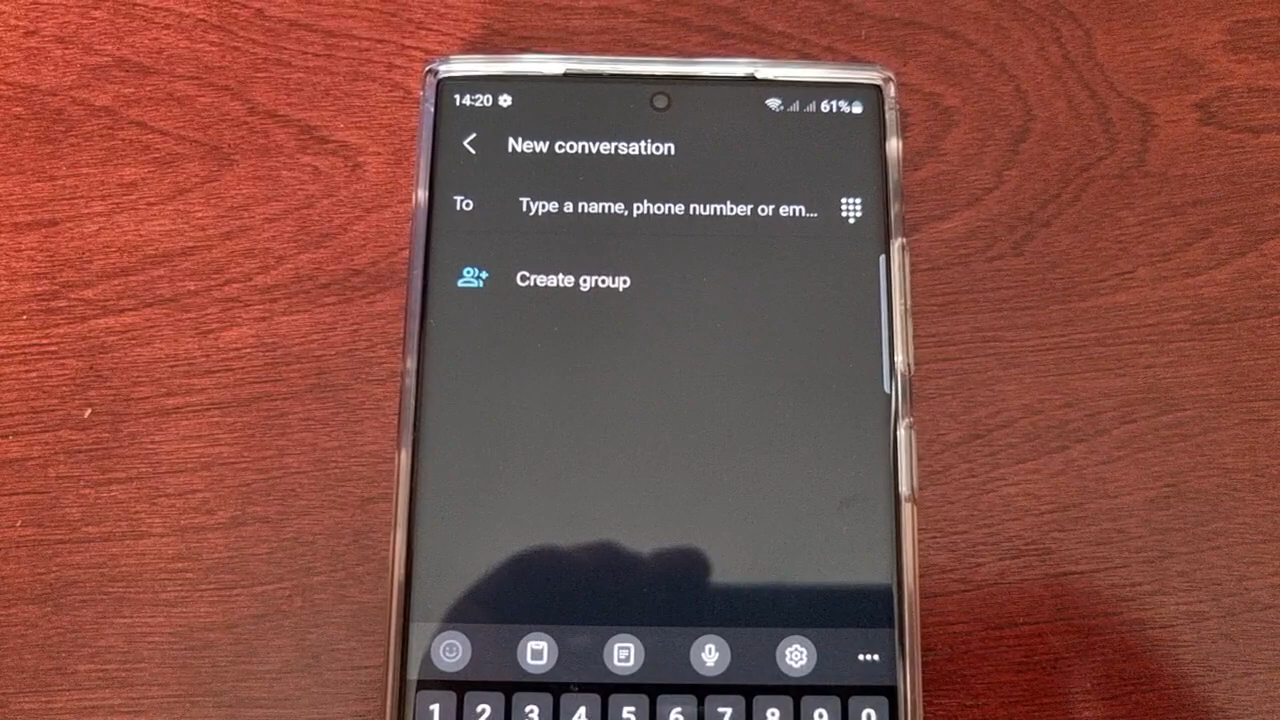 14:20 61%
New conversation
To Type a name, phone number or em...
Create group
1 2 3 4 5 6 7 8 9 0